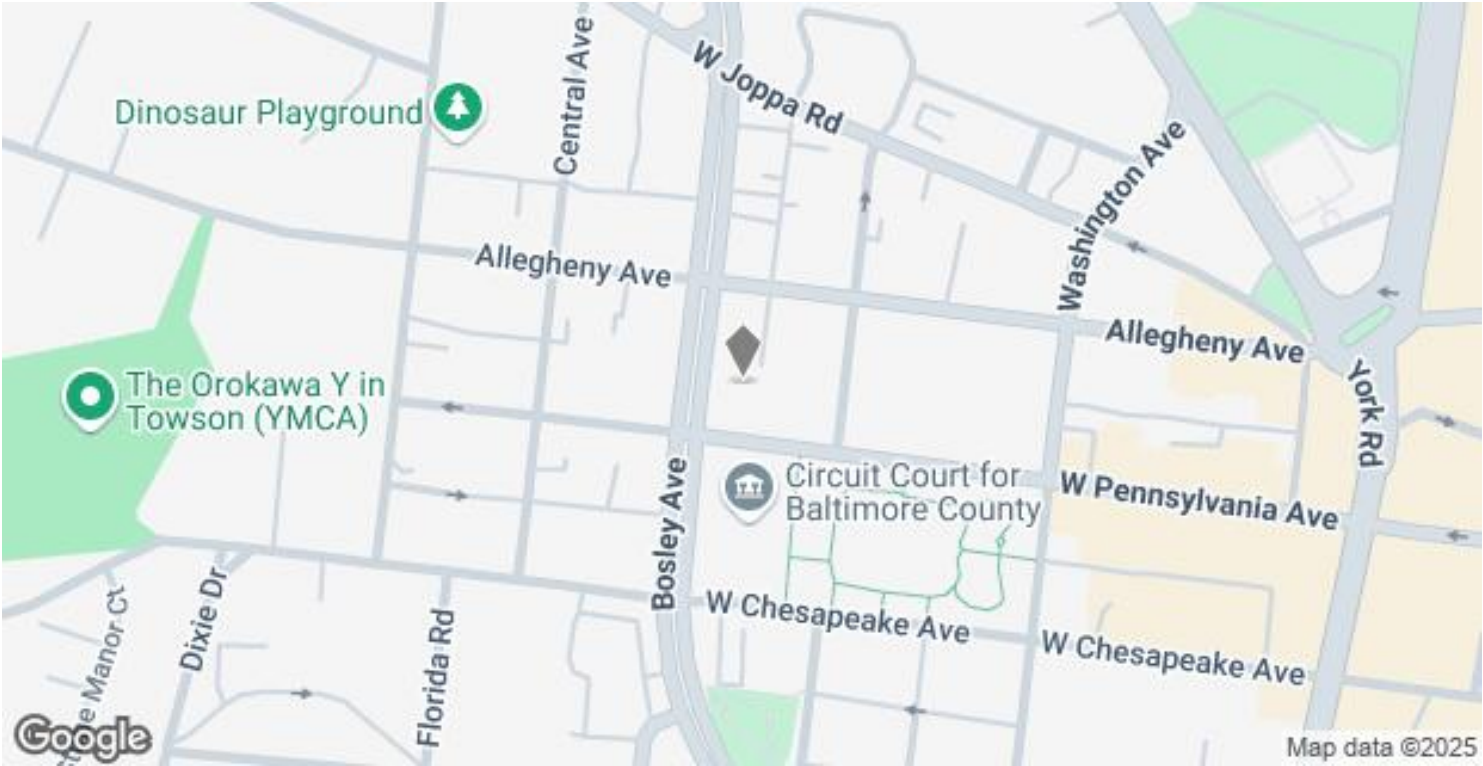 Central Ave
W Joppa Rd
Dinosaur Playground
Washington Ave
Allegheny Ave
Allegheny Ave
The Orokawa Y in
Towson (YMCA)
York Rd
Circuit Court for
Baltimore County
W Pennsylvania Ave
Bosley Ave
W Chesapeake Ave
W Chesapeake Ave
Dixie Dr
Florida Rd
Manor Ct
Google
Map data ©2025